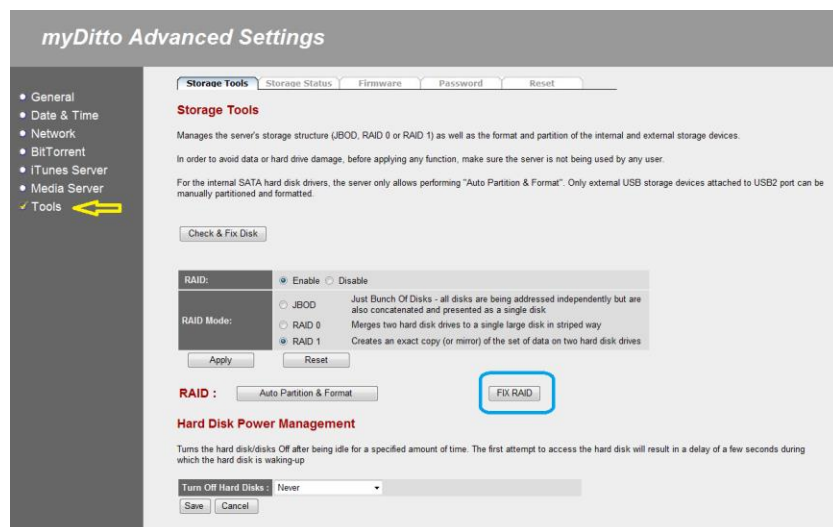 myDitto Advanced Settings
General
Date & Time
Network
BitTorrent
iTunes Server
Media Server
Tools
Storage Tools Storage Status Firmware Password Reset
Storage Tools
Manages the server's storage structure (JBOD, RAID 0 or RAID 1) as well as the format and partition of the internal and external storage devices.
In order to avoid data or hard drive damage, before applying any function, make sure the server is not being used by any user.
For the internal SATA hard disk drivers, the server only allows performing "Auto Partition & Format". Only external USB storage devices attached to USB2 port can be
manually partitioned and formatted.
Check & Fix Disk
RAID: Enable Disable
RAID Mode:
JBOD Just Bunch Of Disks - all disks are being addressed independently but are
also concatenated and presented as a single disk
RAID 0 Merges two hard disk drives to a single large disk in striped way
RAID 1 Creates an exact copy (or mirror) of the set of data on two hard disk drives
Apply Reset
RAID : Auto Partition & Format FIX RAID
Hard Disk Power Management
Turns the hard disk/disks Off after being idle for a specified amount of time. The first attempt to access the hard disk will result in a delay of a few seconds during
which the hard disk is waking-up
Turn Off Hard Disks : Never
Save Cancel